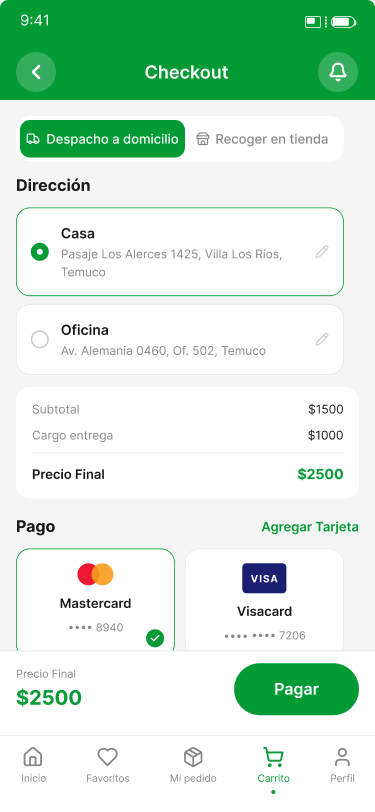 9:41
Checkout
Despacho a domicilio
Recoger en tienda
Dirección
Casa
Pasaje Los Alerces 1425, Villa Los Ríos,
Temuco
Oficina
Av. Alemania 0460, Of. 502, Temuco
Subtotal $1500
Cargo entrega $1000
Precio Final $2500
Pago Agregar Tarjeta
Mastercard
•••• 8940
VISA
Visacard
•••• •••• 7206
Precio Final
$2500
Pagar
Inicio Favoritos Mi pedido Carrito Perfil